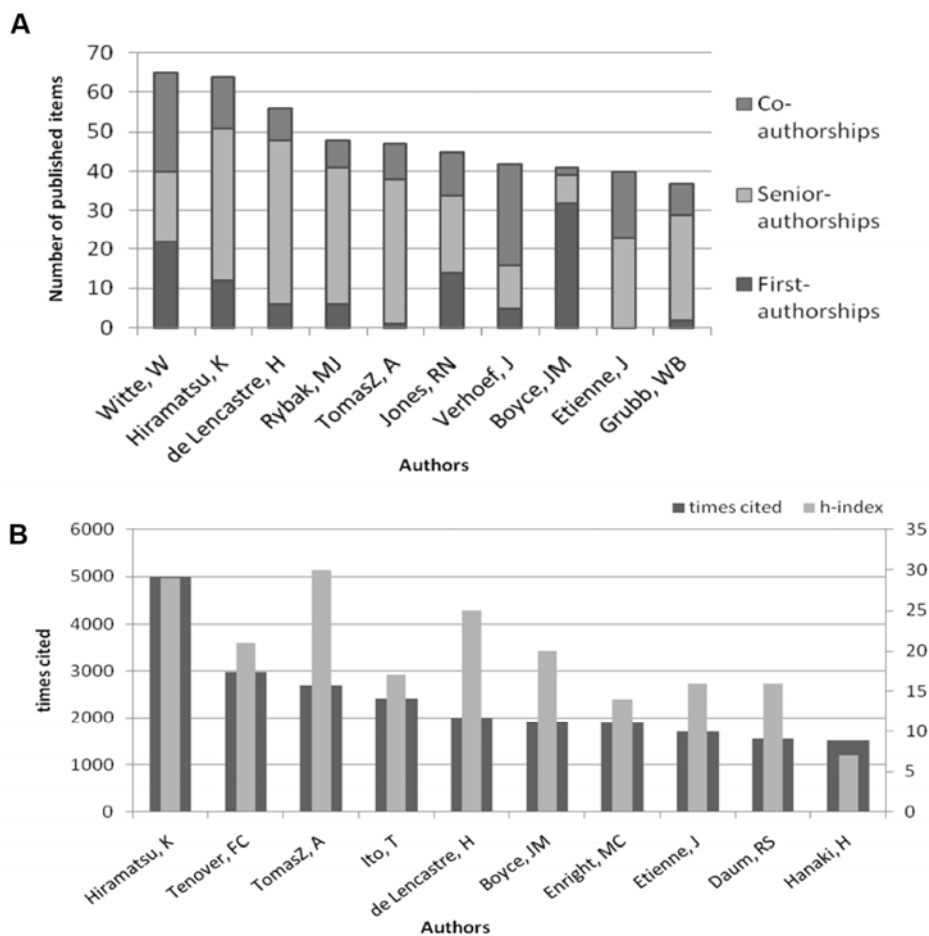 A
Number of published items
70
60
50
40
30
20
10
0
Witte, W
Hiramatsu, K
de Lencastre, H
Rybak, MJ
TomasZ, A
Jones, RN
Verhoef, J
Boyce, JM
Etienne, J
Grubb, WB
Authors
Co-
authorships
Senior-
authorships
First-
authorships
B
times cited
h-index
times cited
6000
5000
4000
3000
2000
1000
0
35
30
25
20
15
10
5
0
Hiramatsu, K
Tenover, FC
TomasZ, A
Ito, T
de Lencastre, H
Boyce, JM
Enright, MC
Etienne, J
Daum, RS
Hanaki, H
Authors